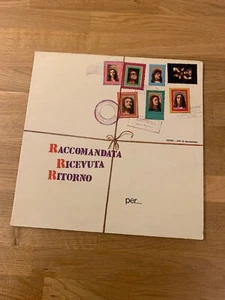 RACCOMANDATA
RICEVUTA
RITORNO
per...